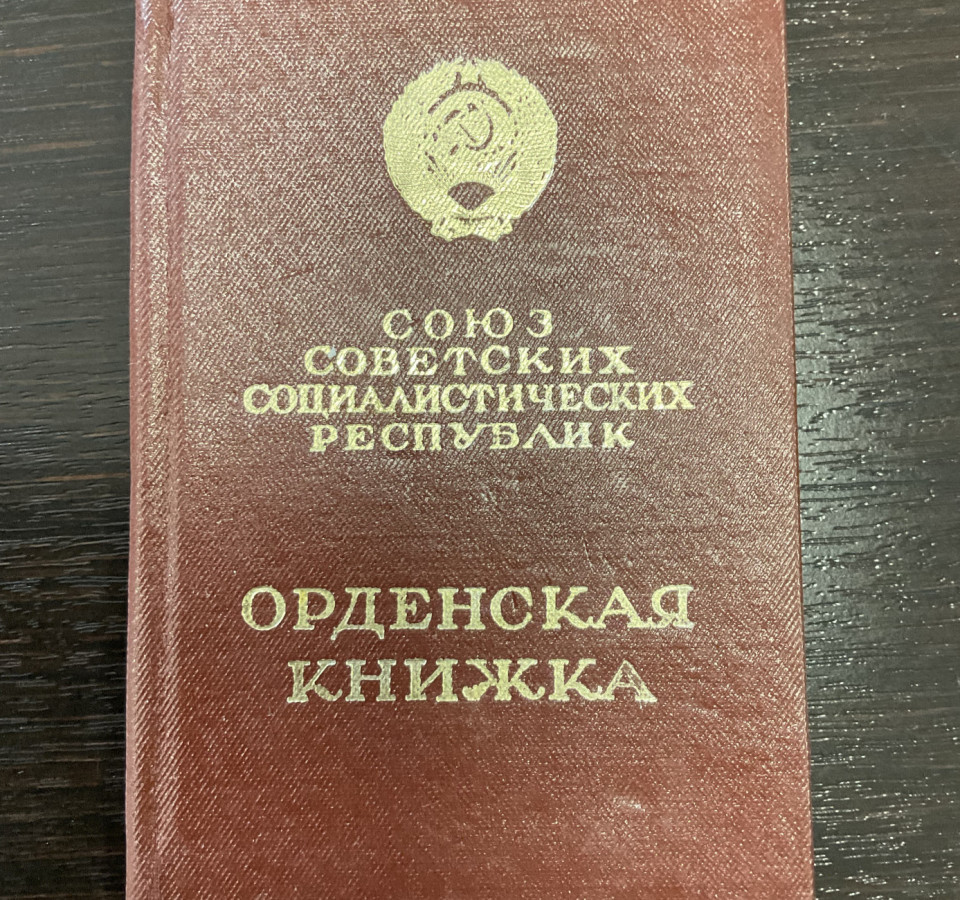 СОЮЗ
СОВЕТСКИХ
СОЦИАЛИСТИЧЕСКИХ
РЕСПУБЛИК
ОРДЕНСКАЯ
КНИЖКА